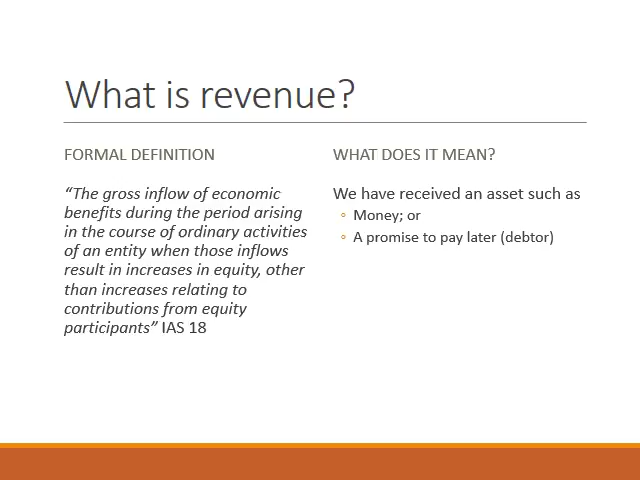 What is revenue?
FORMAL DEFINITION
“The gross inflow of economic
benefits during the period arising
in the course of ordinary activities
of an entity when those inflows
result in increases in equity, other
than increases relating to
contributions from equity
participants” IAS 18
WHAT DOES IT MEAN?
We have received an asset such as
◦ Money; or
◦ A promise to pay later (debtor)